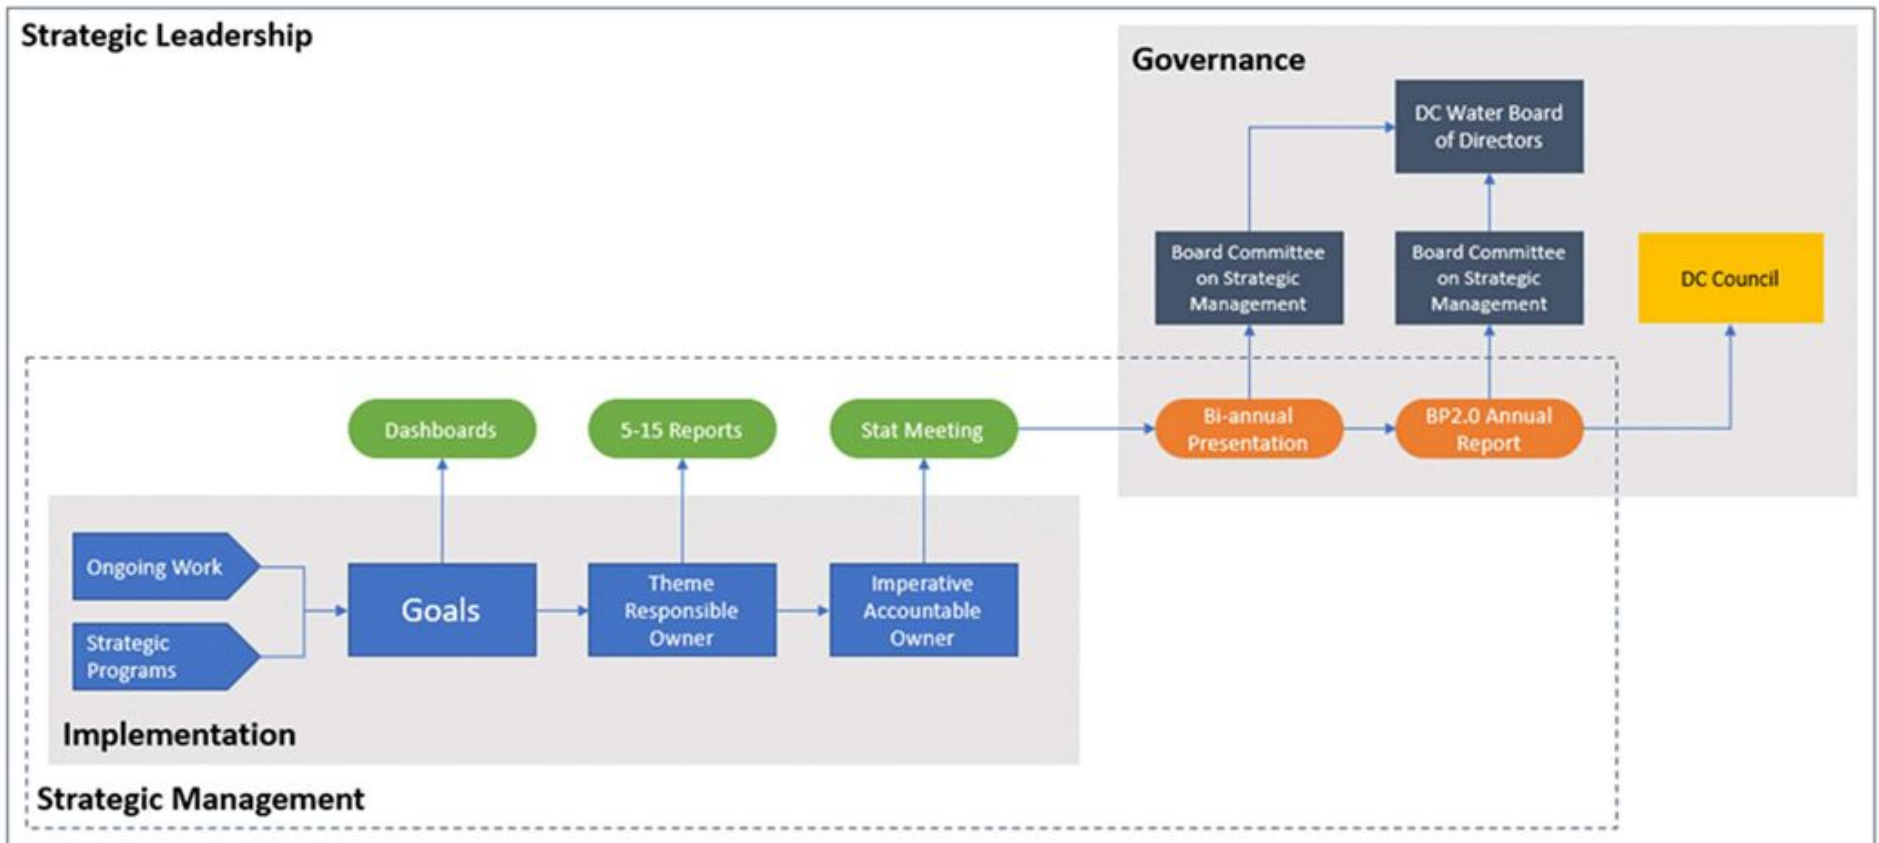 Strategic Leadership
Governance
DC Water Board
of Directors
Board Committee
on Strategic
Management
Board Committee
on Strategic
Management
DC Council
Dashboards
5-15 Reports
Stat Meeting
Bi-annual
Presentation
BP2.0 Annual
Report
Ongoing Work
Strategic
Programs
Goals
Theme
Responsible
Owner
Imperative
Accountable
Owner
Implementation
Strategic Management